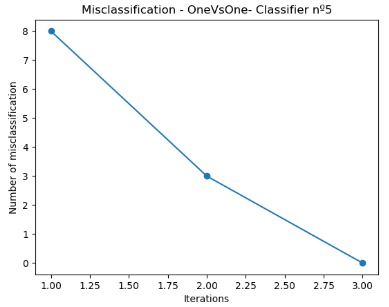 Misclassification - OneVsOne- Classifier nº5
Number of misclassification
8
7
6
5
4
3
2
1
0
1.00 1.25 1.50 1.75 2.00 2.25 2.50 2.75 3.00
Iterations